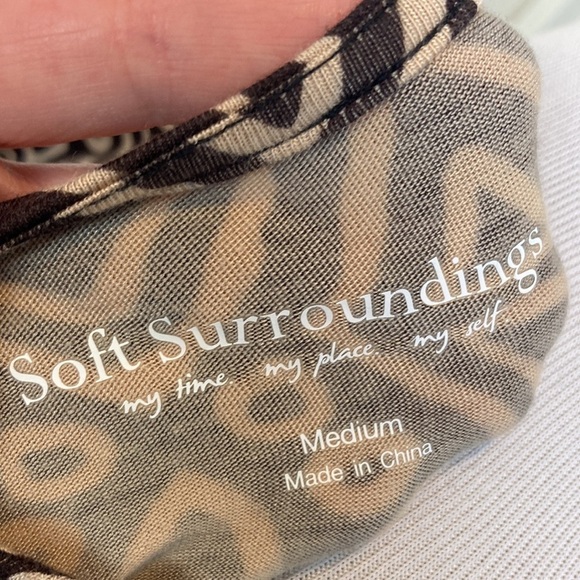 Soft Surroundings
my time. my place. my self.
Medium
Made in China